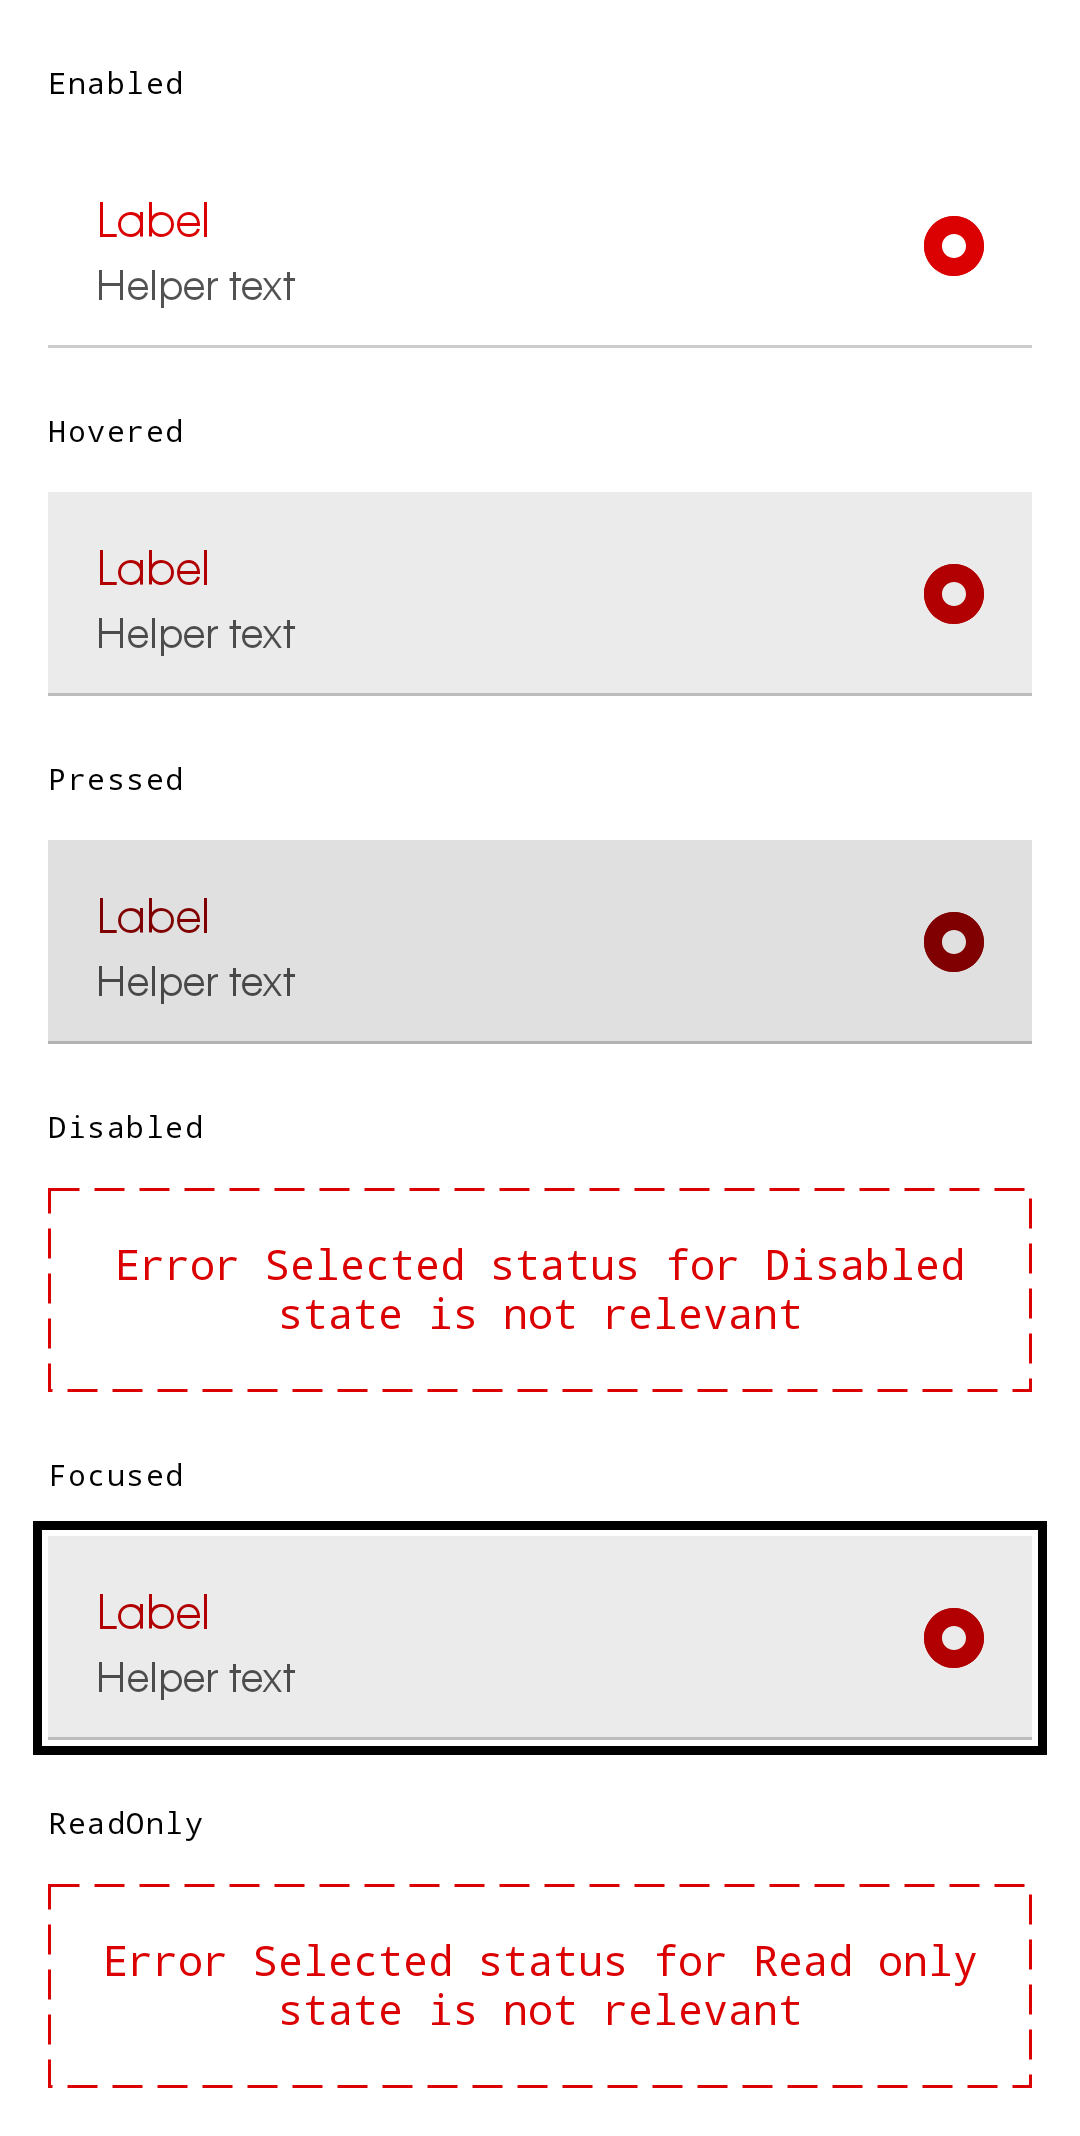 Enabled
Label
Helper text
Hovered
Label
Helper text
Pressed
Label
Helper text
Disabled
Error Selected status for Disabled
state is not relevant
Focused
Label
Helper text
ReadOnly
Error Selected status for Read only
state is not relevant